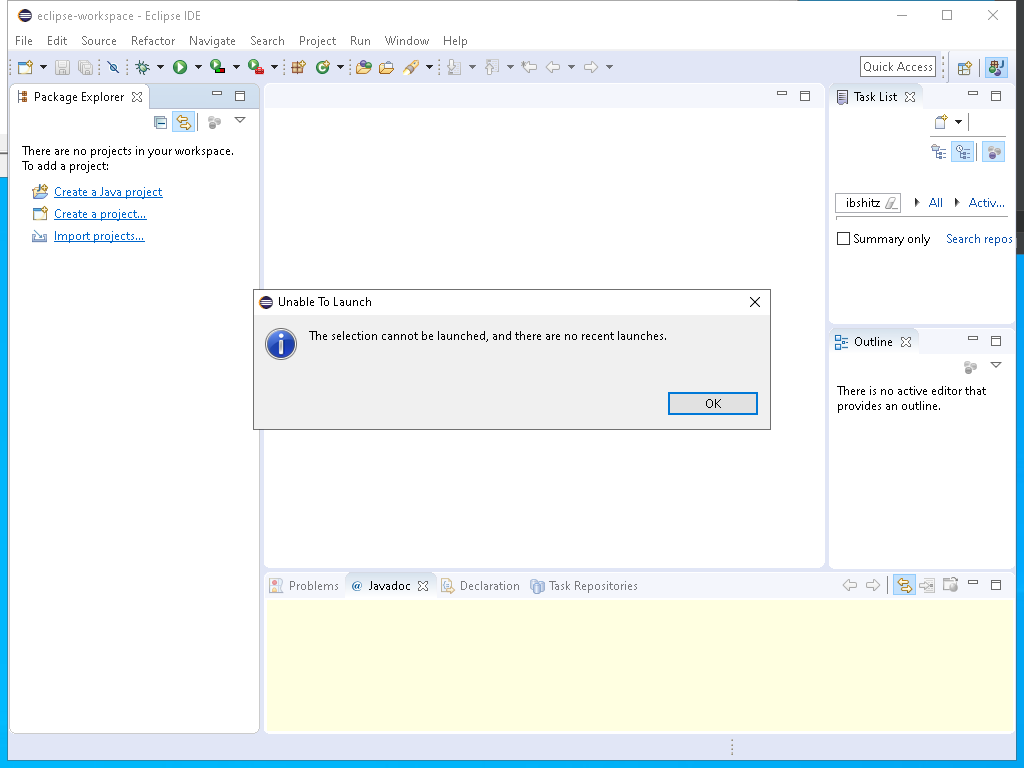 eclipse-workspace - Eclipse IDE
File Edit Source Refactor Navigate Search Project Run Window Help
Quick Access
Package Explorer
There are no projects in your workspace.
To add a project:
Create a Java project
Create a project...
Import projects...
Task List
ibshitz All Activ...
Summary only Search repos
Unable To Launch
The selection cannot be launched, and there are no recent launches.
OK
Outline
There is no active editor that
provides an outline.
Problems @ Javadoc Declaration Task Repositories